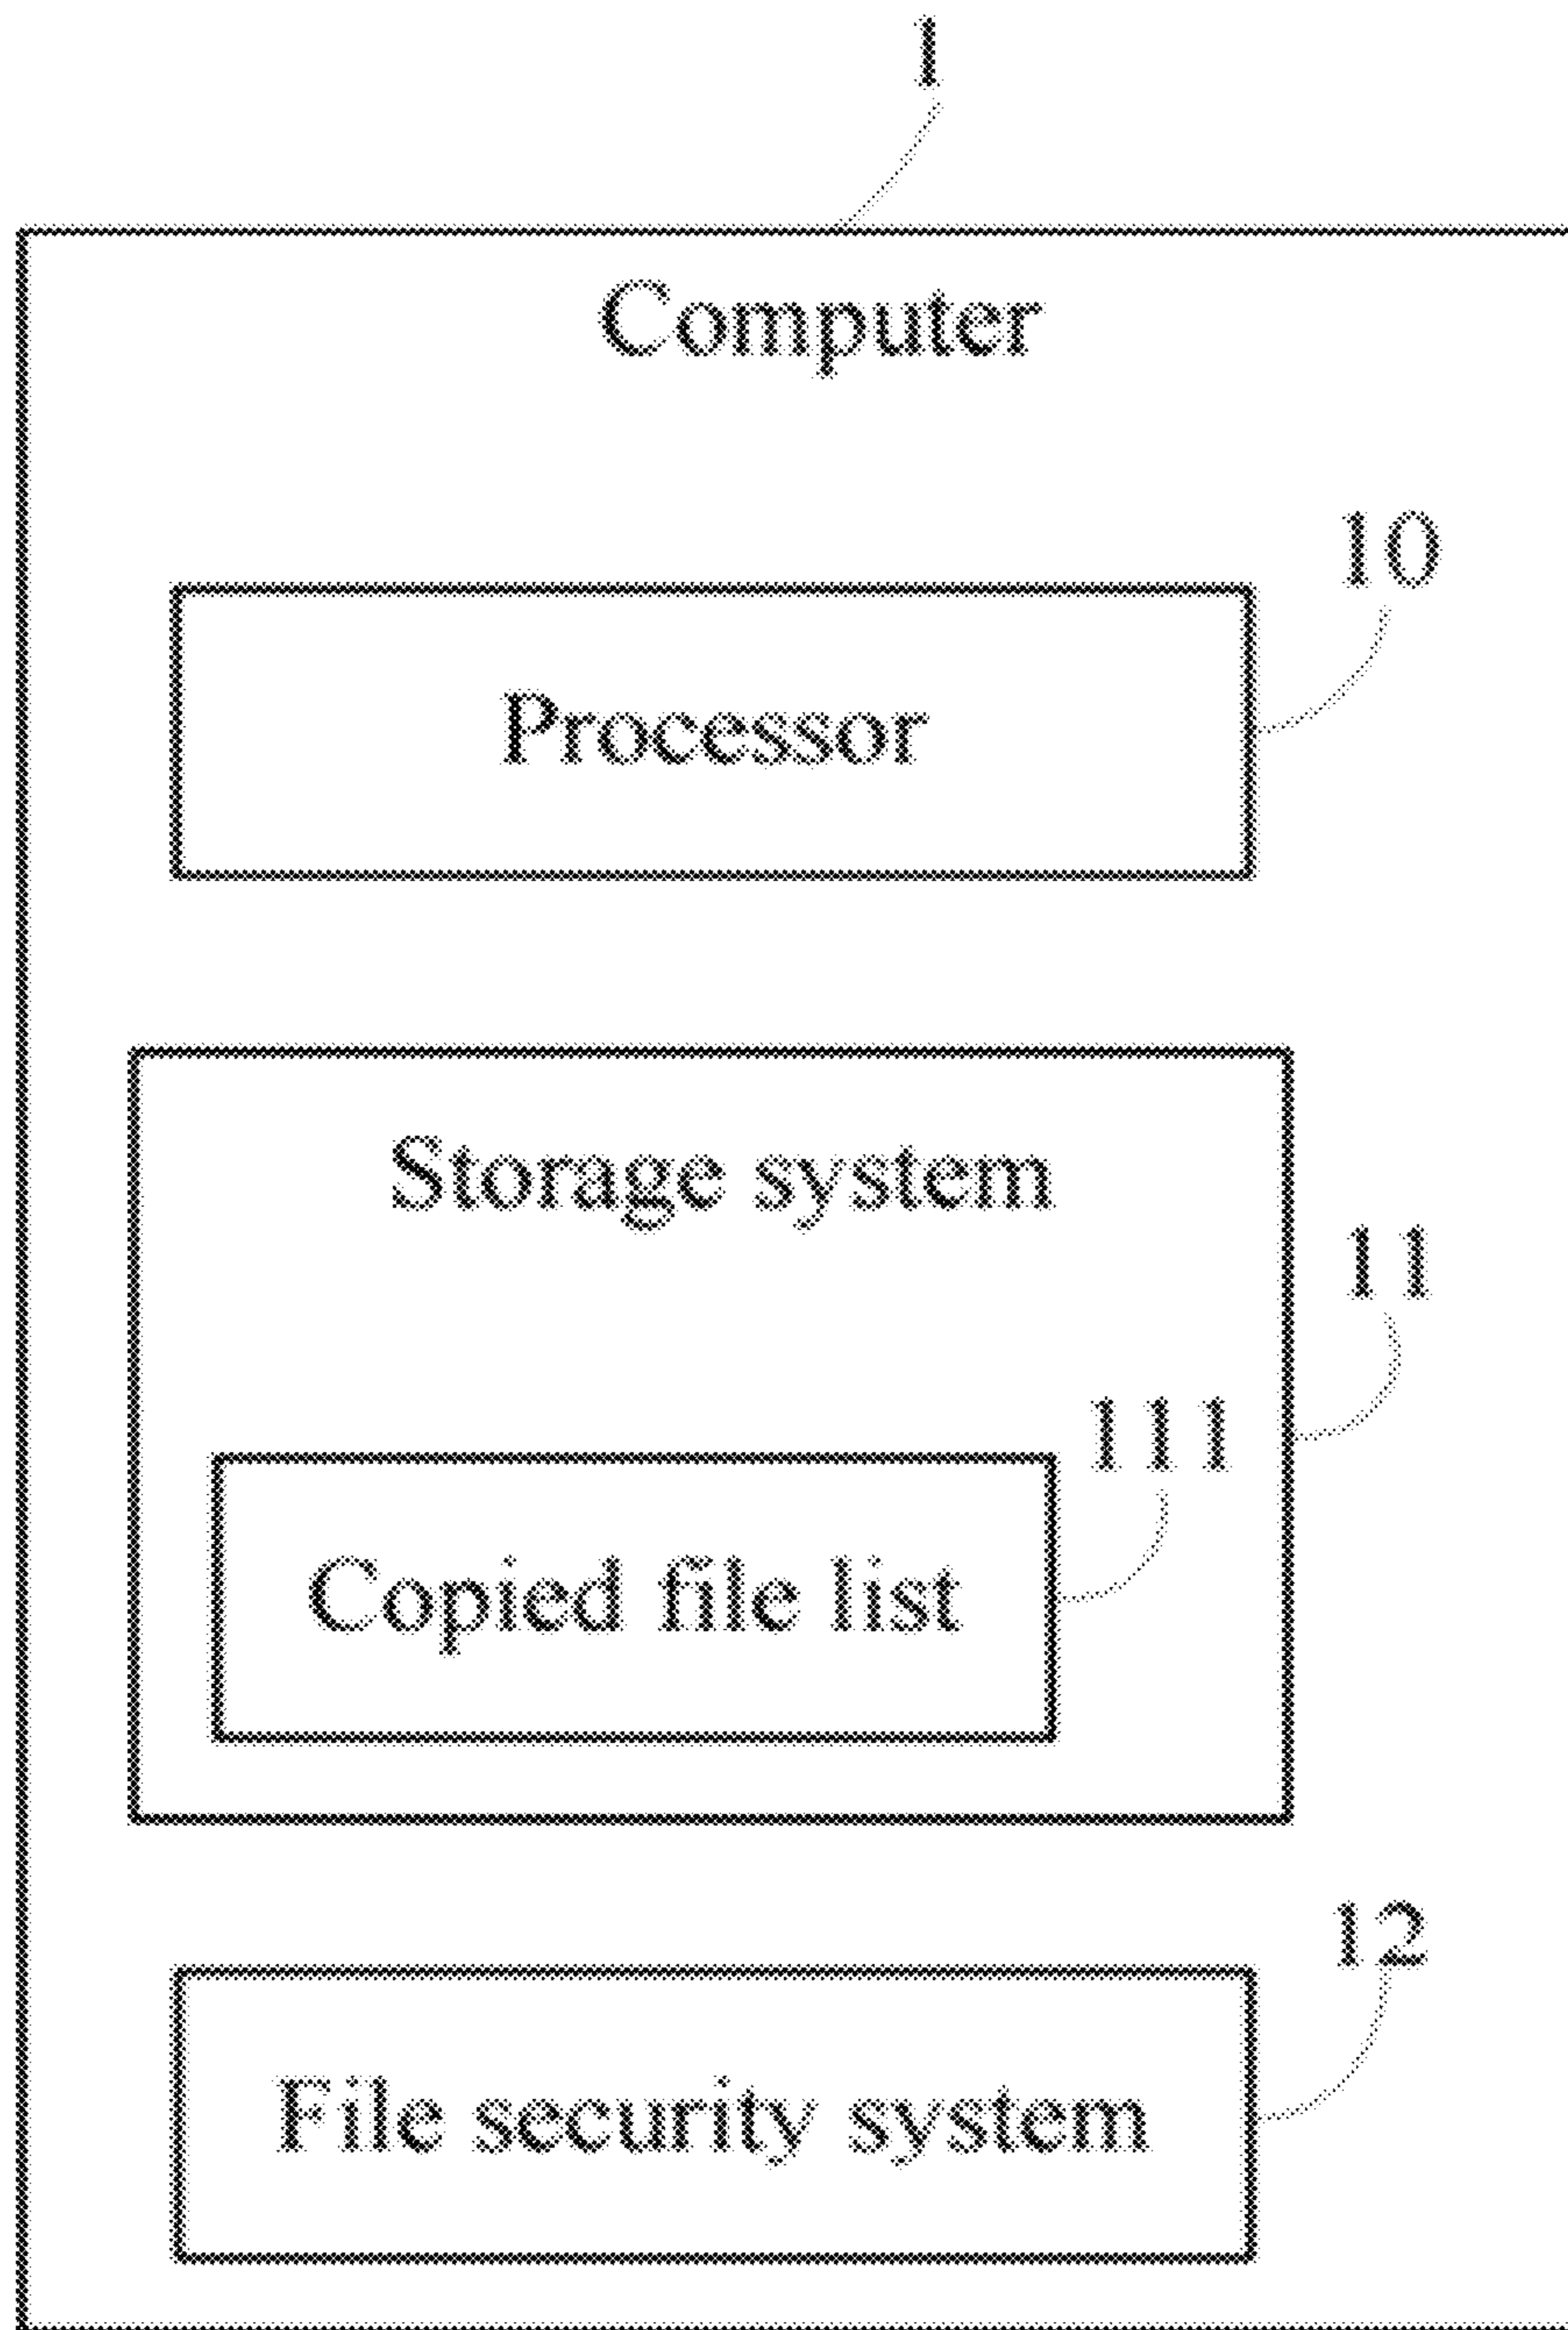 1
Computer
10
Processor
Storage system
11
111
Copied file list
12
File security system